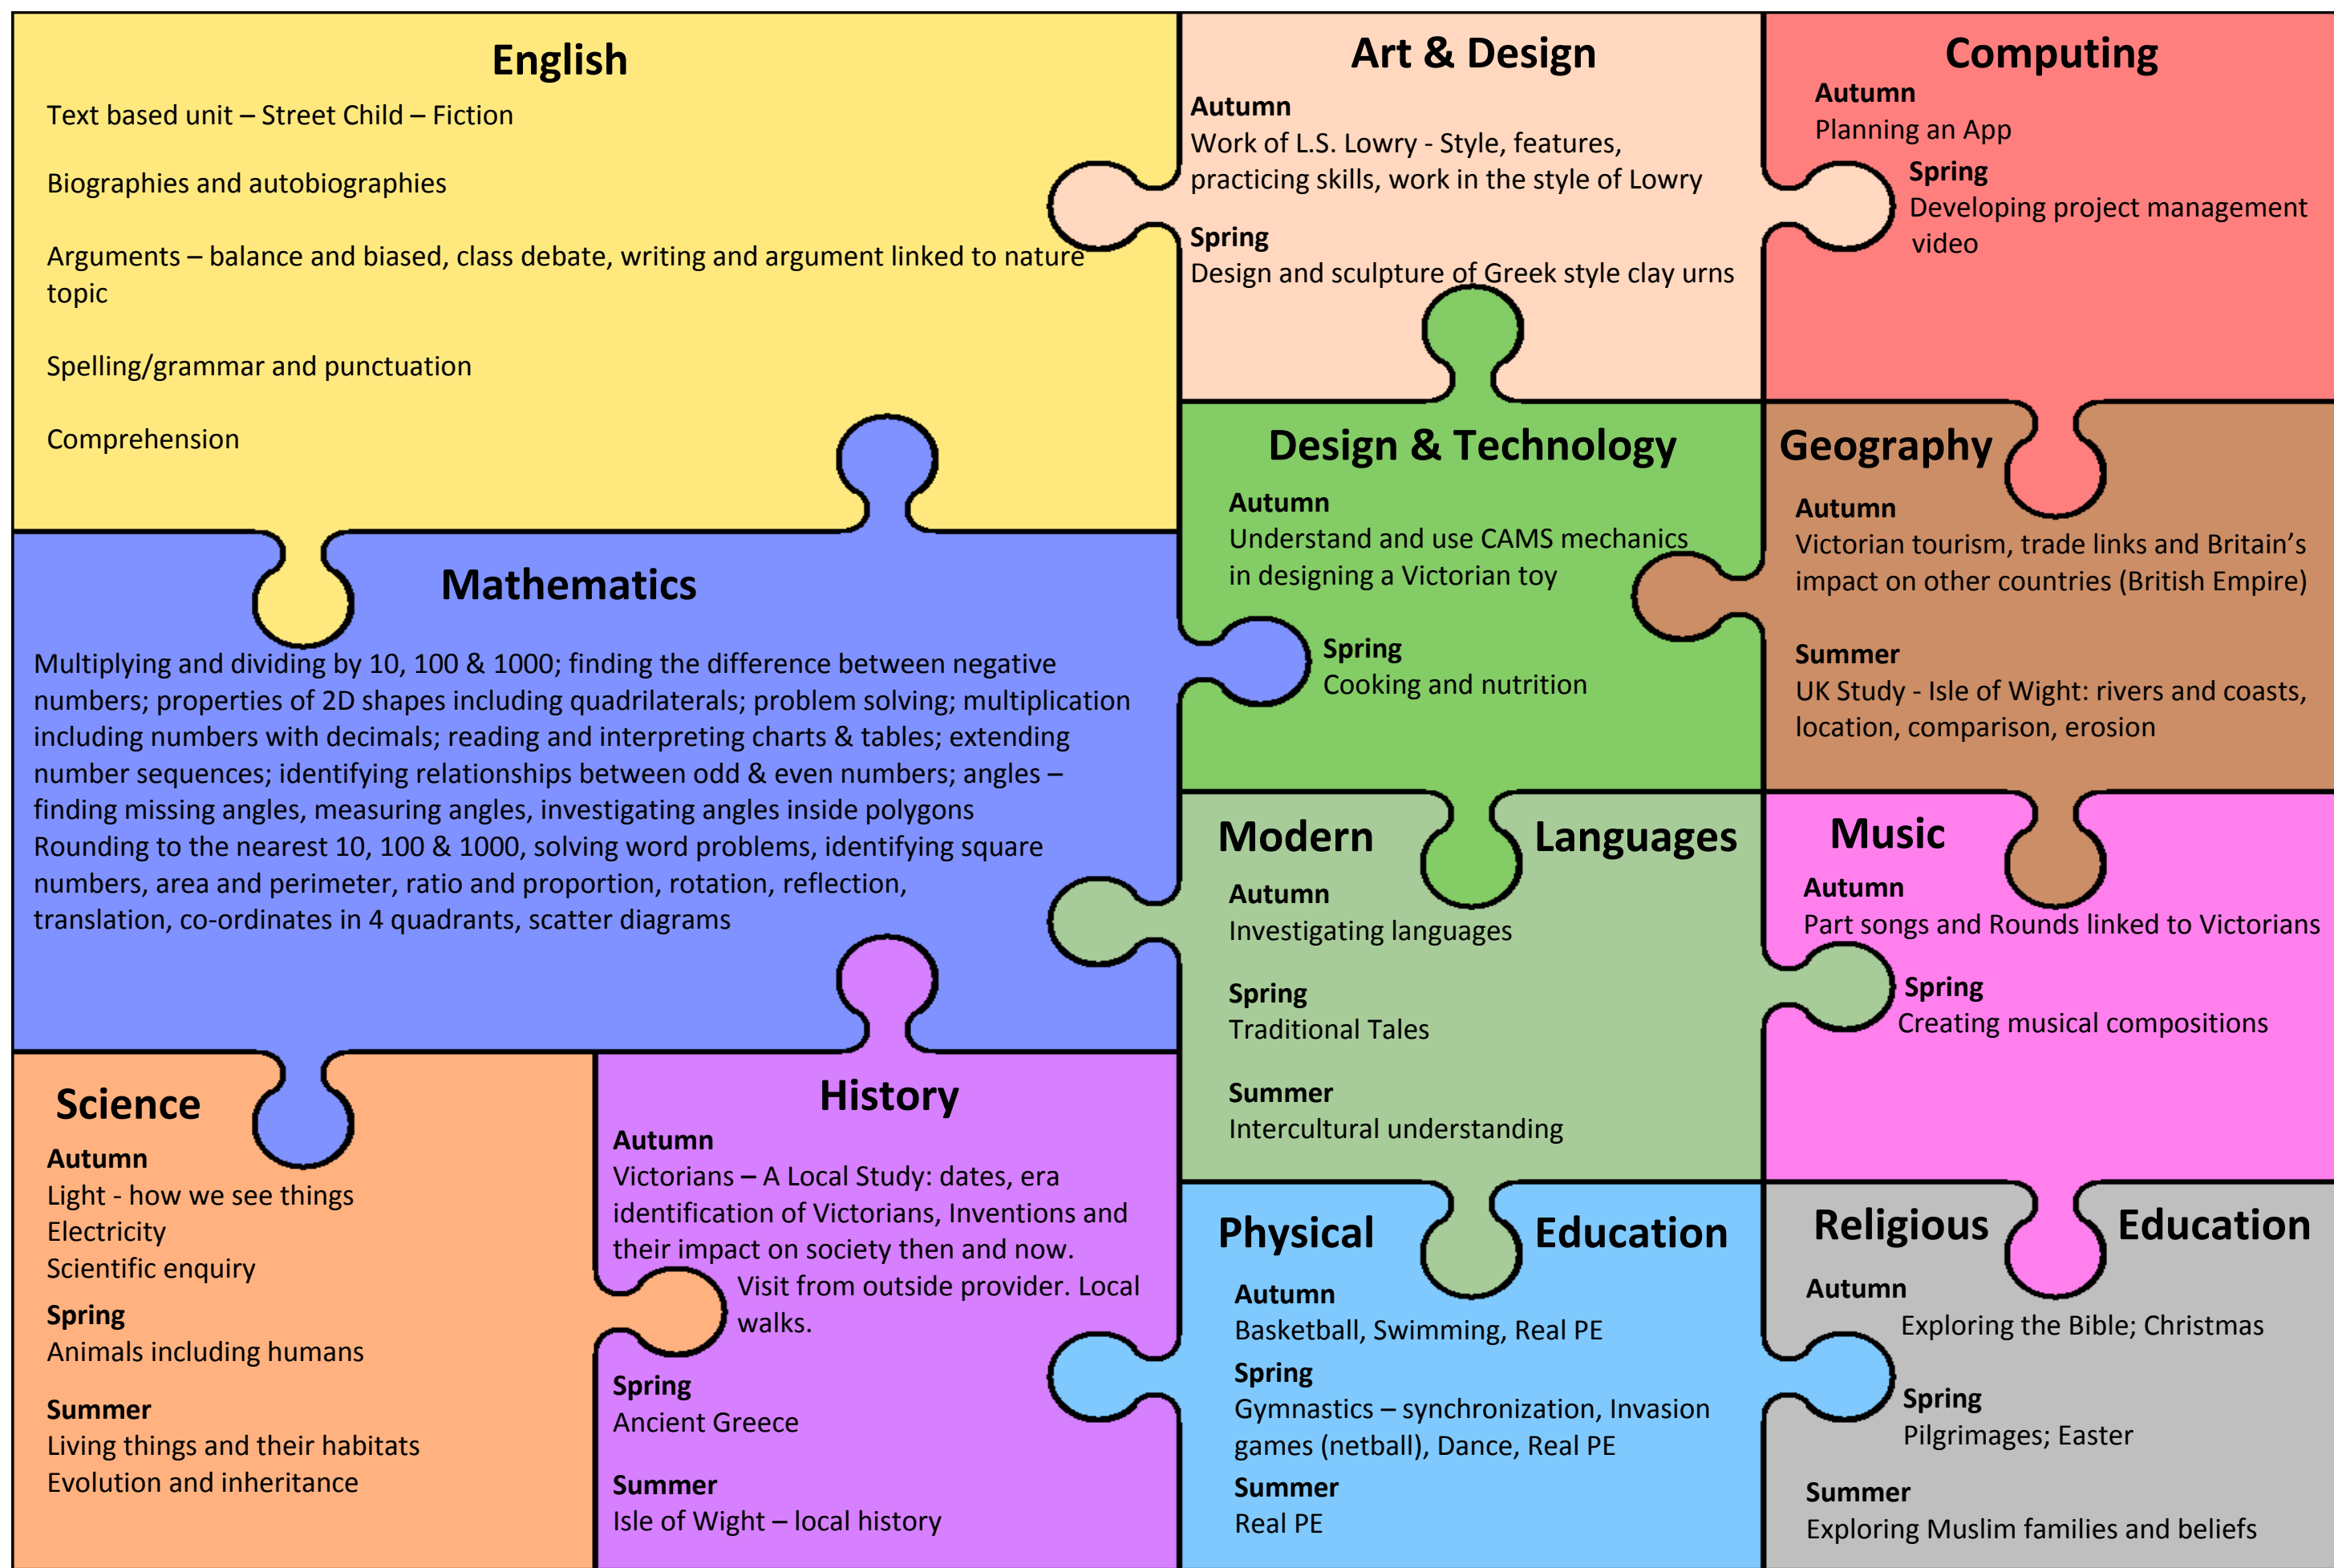 English
Text based unit – Street Child – Fiction
Biographies and autobiographies
Arguments – balance and biased, class debate, writing and argument linked to nature
topic
Spelling/grammar and punctuation
Comprehension
Art & Design
Autumn
Work of L.S. Lowry - Style, features,
practicing skills, work in the style of Lowry
Spring
Design and sculpture of Greek style clay urns
Computing
Autumn
Planning an App
Spring
Developing project management
video
Mathematics
Multiplying and dividing by 10, 100 & 1000; finding the difference between negative
numbers; properties of 2D shapes including quadrilaterals; problem solving; multiplication
including numbers with decimals; reading and interpreting charts & tables; extending
number sequences; identifying relationships between odd & even numbers; angles –
finding missing angles, measuring angles, investigating angles inside polygons
Rounding to the nearest 10, 100 & 1000, solving word problems, identifying square
numbers, area and perimeter, ratio and proportion, rotation, reflection,
translation, co-ordinates in 4 quadrants, scatter diagrams
Design & Technology
Autumn
Understand and use CAMS mechanics
in designing a Victorian toy
Spring
Cooking and nutrition
Geography
Autumn
Victorian tourism, trade links and Britain's
impact on other countries (British Empire)
Summer
UK Study - Isle of Wight: rivers and coasts,
location, comparison, erosion
Modern Languages
Autumn
Investigating languages
Spring
Traditional Tales
Summer
Intercultural understanding
Music
Autumn
Part songs and Rounds linked to Victorians
Spring
Creating musical compositions
Science
Autumn
Light - how we see things
Electricity
Scientific enquiry
Spring
Animals including humans
Summer
Living things and their habitats
Evolution and inheritance
History
Autumn
Victorians – A Local Study: dates, era
identification of Victorians, Inventions and
their impact on society then and now.
Visit from outside provider. Local
walks.
Spring
Ancient Greece
Summer
Isle of Wight – local history
Physical Education
Autumn
Basketball, Swimming, Real PE
Spring
Gymnastics – synchronization, Invasion
games (netball), Dance, Real PE
Summer
Real PE
Religious Education
Autumn
Exploring the Bible; Christmas
Spring
Pilgrimages; Easter
Summer
Exploring Muslim families and beliefs